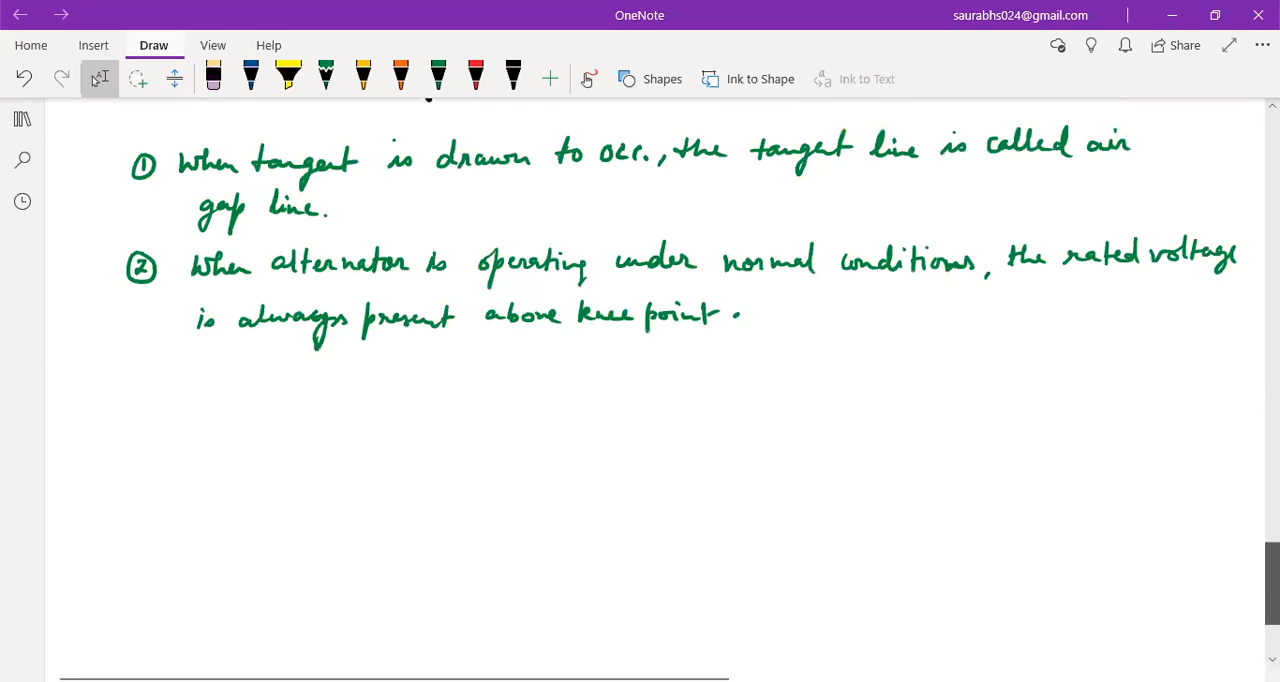 OneNote
saurabhs024@gmail.com
Home Insert Draw View Help
Share
Shapes
Ink to Shape
Ink to Text
① When tangent is drawn to occ., the tangent line is called air
gap line.
② When alternator is operating under normal conditions, the rated voltage
is always present above knee point.